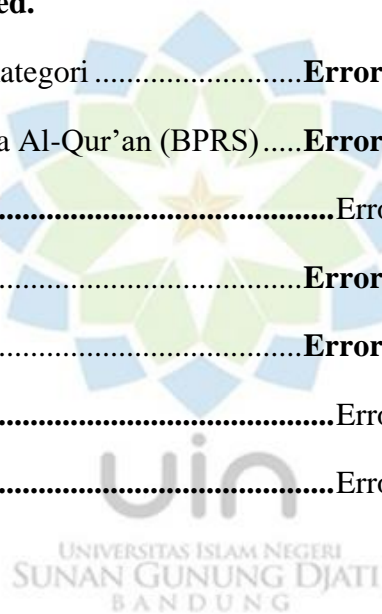 ed.
ategori ........................Error
a Al-Qur’an (BPRS).....Error
....................................Erro
...............................Error
...............................Error
....................................Erro
....................................Erro
uin
UNIVERSITAS ISLAM NEGERI
SUNAN GUNUNG DJATI
BANDUNG